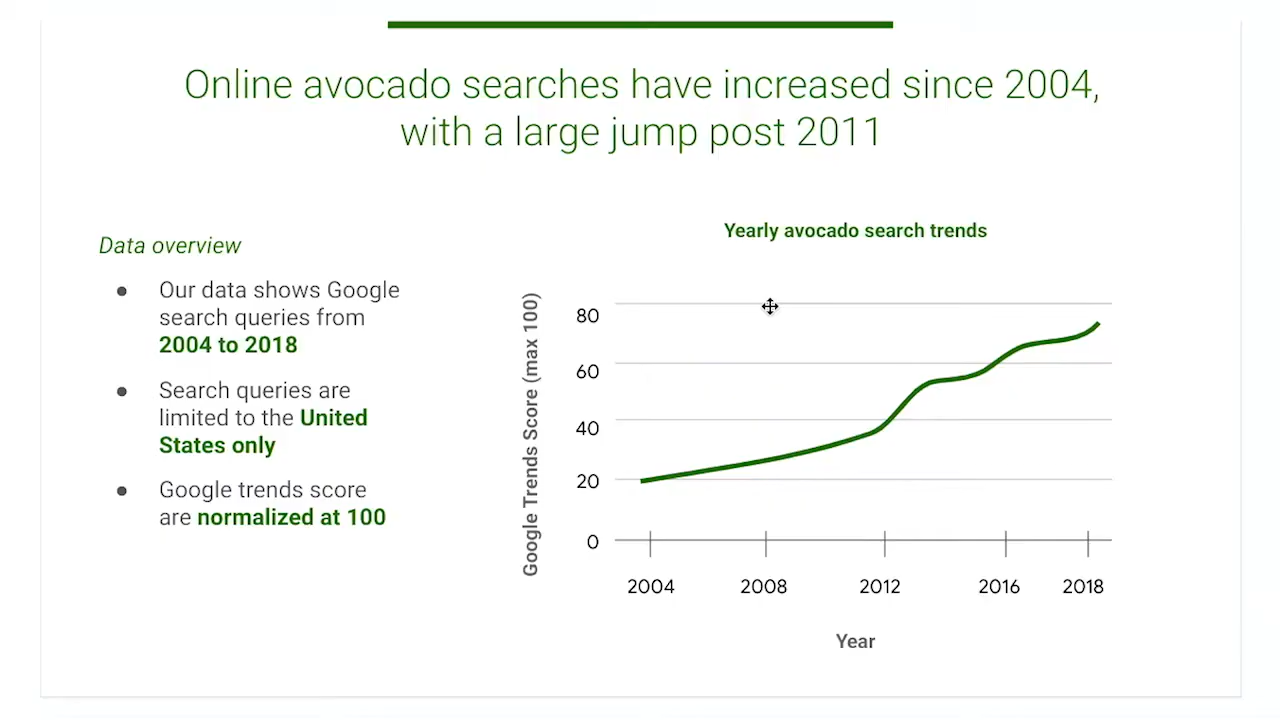 Online avocado searches have increased since 2004,
with a large jump post 2011
Data overview
● Our data shows Google
search queries from
2004 to 2018
● Search queries are
limited to the United
States only
● Google trends score
are normalized at 100
Yearly avocado search trends
Google Trends Score (max 100)
80
60
40
20
0
2004 2008 2012 2016 2018
Year